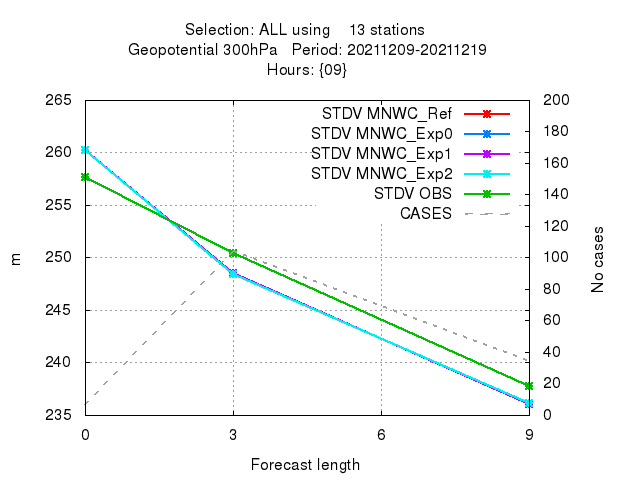 Selection: ALL using    13 stations
Geopotential 300hPa   Period: 20211209-20211219
Hours: {09}
265 200
STDV MNWC_Ref
180
STDV MNWC_Exp0
260 160
STDV MNWC_Exp1
STDV MNWC_Exp2
140
STDV OBS
255
CASES
120
m
250 100
No cases
80
245
60
240 40
20
235 0
0 3 6 9
Forecast length